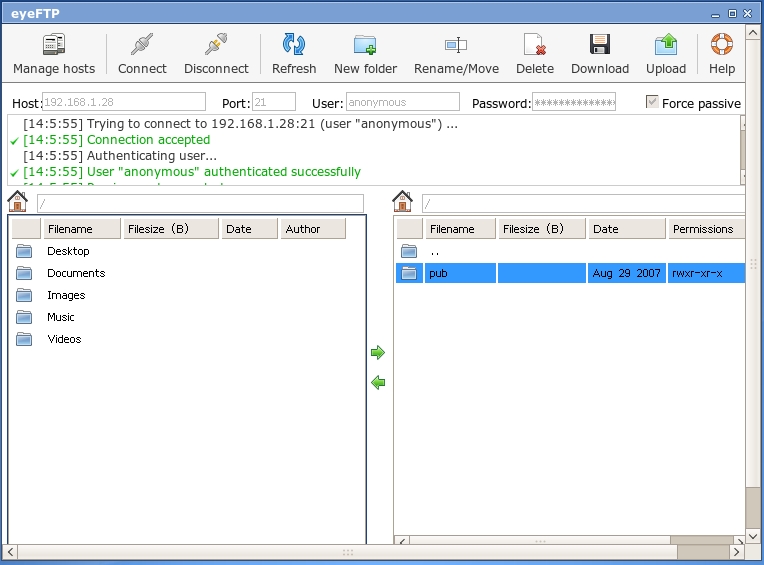 eyeFTP
Manage hosts Connect Disconnect Refresh New folder Rename/Move Delete Download Upload Help
Host: 192.168.1.28 Port: 21 User: anonymous Password: ************** Force passive
[14:5:55] Trying to connect to 192.168.1.28:21 (user "anonymous") ...
[14:5:55] Connection accepted
[14:5:55] Authenticating user...
[14:5:55] User "anonymous" authenticated successfully
/ /
Filename Filesize (B) Date Author Filename Filesize (B) Date Permissions
Desktop ..
Documents pub Aug 29 2007 rwxr-xr-x
Images
Music
Videos